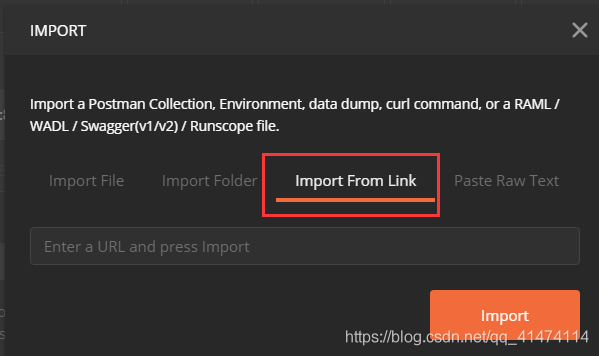 IMPORT
Import a Postman Collection, Environment, data dump, curl command, or a RAML /
WADL / Swagger(v1/v2) / Runscope file.
Import File Import Folder Import From Link Paste Raw Text
Enter a URL and press Import
Import
https://blog.csdn.net/qq_41474114